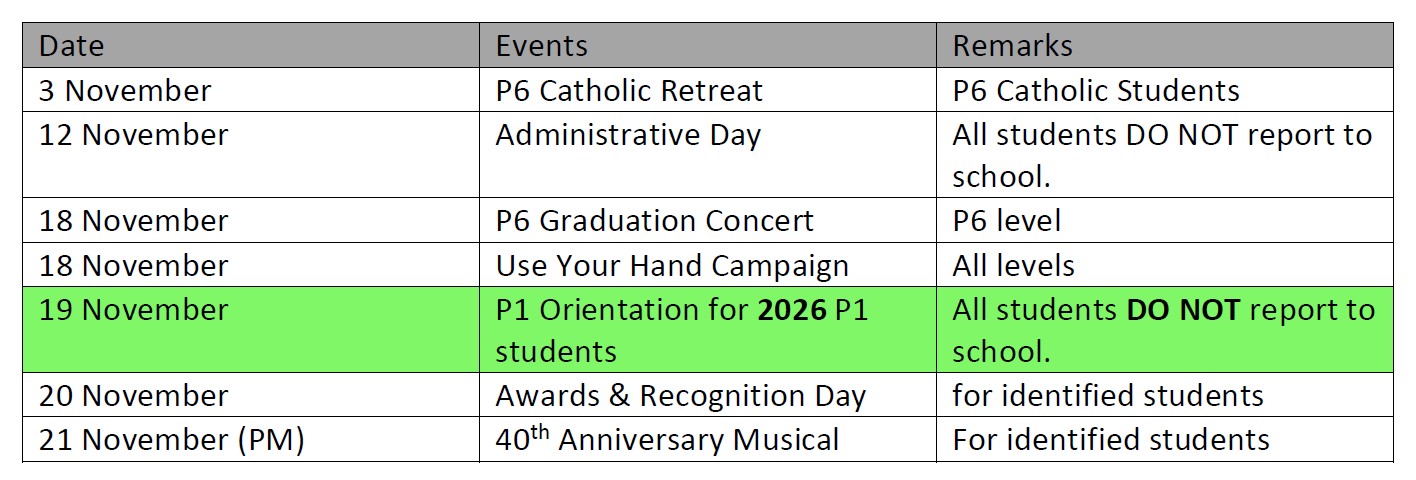 Date Events Remarks
3 November P6 Catholic Retreat P6 Catholic Students
12 November Administrative Day All students DO NOT report to
school.
18 November P6 Graduation Concert P6 level
18 November Use Your Hand Campaign All levels
19 November P1 Orientation for 2026 P1 All students DO NOT report to
students school.
20 November Awards & Recognition Day for identified students
21 November (PM) 40th Anniversary Musical For identified students